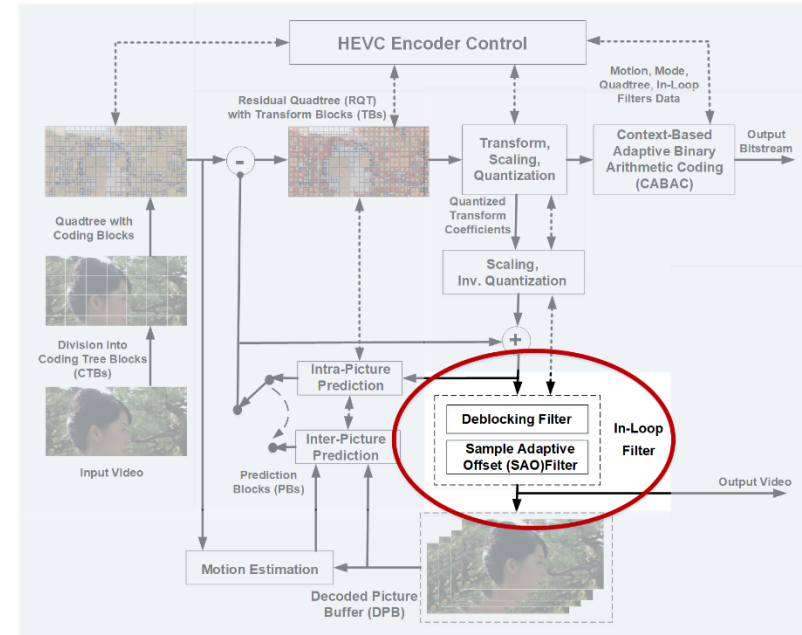 HEVC Encoder Control
Motion, Mode,
Quadtree, In-Loop
Filters Data
Residual Quadtree (RQT)
with Transform Blocks (TBs)
-
Transform,
Scaling,
Quantization
Context-Based
Adaptive Binary
Arithmetic Coding
(CABAC)
Output
Bitstream
Quadtree with
Coding Blocks
Quantized
Transform
Coefficients
Scaling,
Inv. Quantization
+
Division into
Coding Tree Blocks
(CTBs)
Intra-Picture
Prediction
Deblocking Filter
Sample Adaptive
Offset (SAO)Filter
In-Loop
Filter
Inter-Picture
Prediction
Input Video
Prediction
Blocks (PBs)
Output Video
Motion Estimation
Decoded Picture
Buffer (DPB)